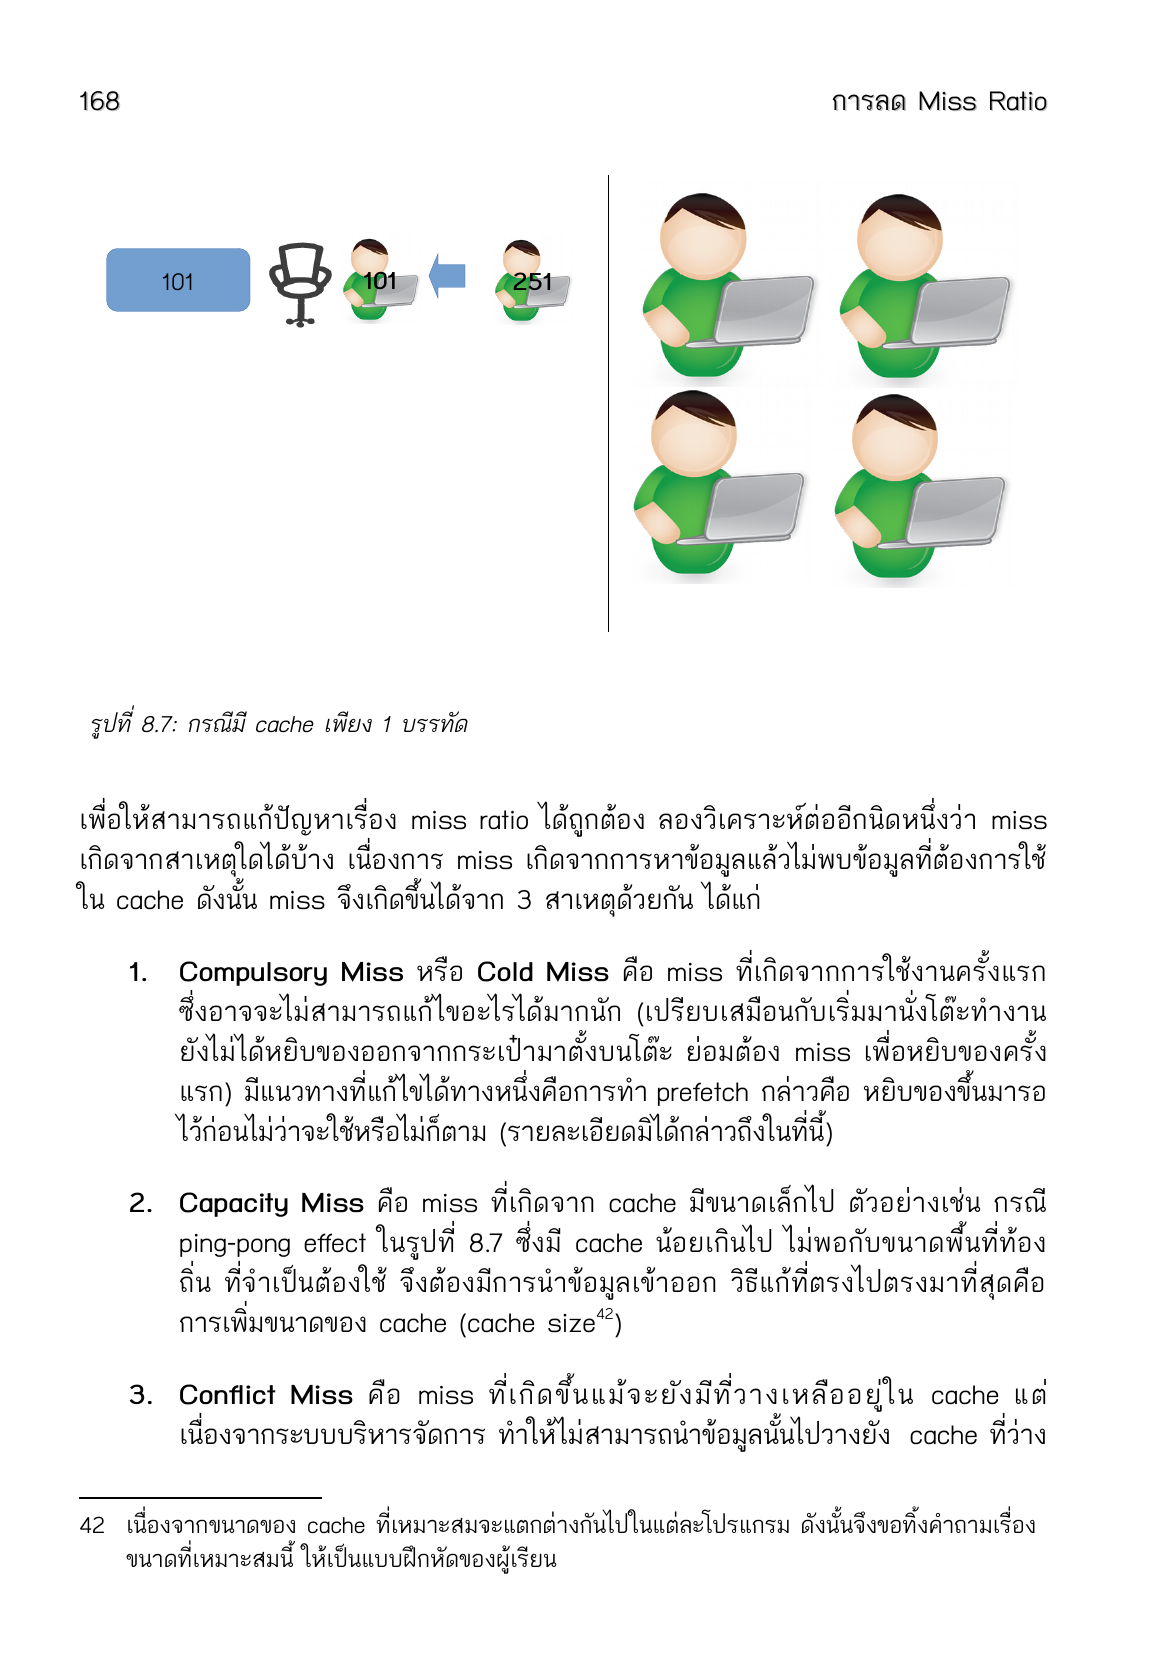 168 การลด Miss Ratio
101 101 251
รูปที่ 8.7: กรณีมี cache เพียง 1 บรรทัด
เพื่อให้สามารถแก้ปัญหาเรื่อง miss ratio ได้ถูกต้อง ลองวิเคราะห์ต่ออีกนิดหนึ่งว่า miss
เกิดจากสาเหตุใดได้บ้าง เนื่องการ miss เกิดจากการหาข้อมูลแล้วไม่พบข้อมูลที่ต้องการใช้
ใน cache ดังนั้น miss จึงเกิดขึ้นได้จาก 3 สาเหตุด้วยกัน ได้แก่
1. Compulsory Miss หรือ Cold Miss คือ miss ที่เกิดจากการใช้งานครั้งแรก
ซึ่งอาจจะไม่สามารถแก้ไขอะไรได้มากนัก (เปรียบเสมือนกับเริ่มมานั่งโต๊ะทำงาน
ยังไม่ได้หยิบของออกจากกระเป๋ามาตั้งบนโต๊ะ ย่อมต้อง miss เพื่อหยิบของครั้ง
แรก) มีแนวทางที่แก้ไขได้ทางหนึ่งคือการทำ prefetch กล่าวคือ หยิบของขึ้นมารอ
ไว้ก่อนไม่ว่าจะใช้หรือไม่ก็ตาม (รายละเอียดมิได้กล่าวถึงในที่นี้)
2. Capacity Miss คือ miss ที่เกิดจาก cache มีขนาดเล็กไป ตัวอย่างเช่น กรณี
ping-pong effect ในรูปที่ 8.7 ซึ่งมี cache น้อยเกินไป ไม่พอกับขนาดพื้นที่ท้อง
ถิ่น ที่จำเป็นต้องใช้ จึงต้องมีการนำข้อมูลเข้าออก วิธีแก้ที่ตรงไปตรงมาที่สุดคือ
การเพิ่มขนาดของ cache (cache size42)
3. Conflict Miss คือ miss ที่เกิดขึ้นแม้จะยังมีที่วางเหลืออยู่ใน cache แต่
เนื่องจากระบบบริหารจัดการ ทำให้ไม่สามารถนำข้อมูลนั้นไปวางยัง cache ที่ว่าง
42 เนื่องจากขนาดของ cache ที่เหมาะสมจะแตกต่างกันไปในแต่ละโปรแกรม ดังนั้นจึงขอทิ้งคำถามเรื่อง
ขนาดที่เหมาะสมนี้ ให้เป็นแบบฝึกหัดของผู้เรียน